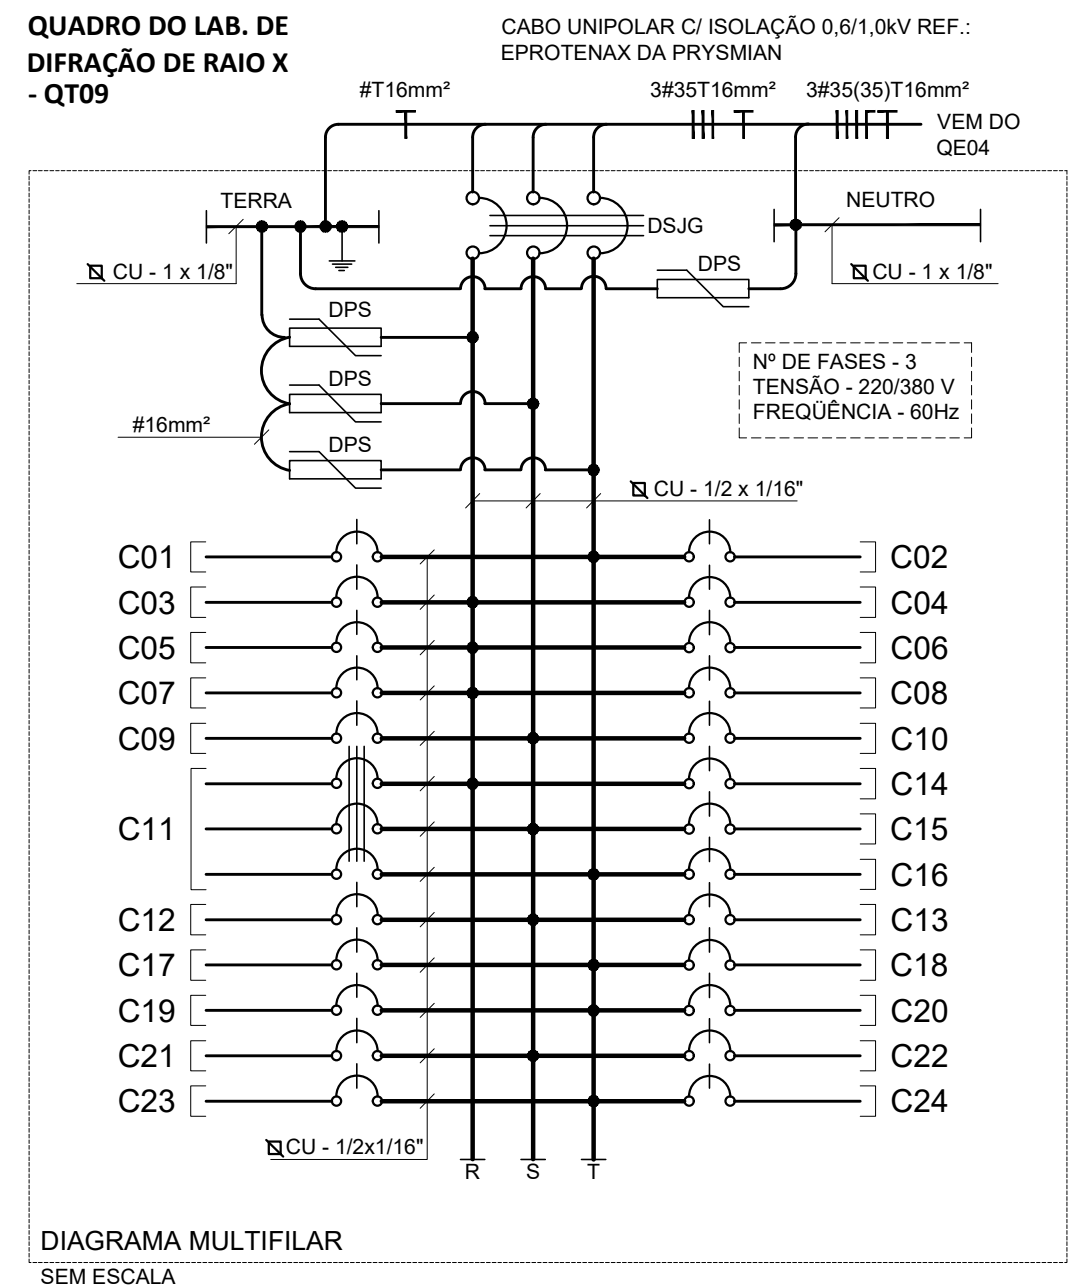 QUADRO DO LAB. DE
DIFRAÇÃO DE RAIO X
- QT09
CABO UNIPOLAR C/ ISOLAÇÃO 0,6/1,0kV REF.:
EPROTENAX DA PRYSMIAN
#T16mm²
3#35T16mm²
3#35(35)T16mm²
VEM DO
QE04
TERRA
NEUTRO
DSJG
CU - 1 x 1/8"
DPS
CU - 1 x 1/8"
DPS
Nº DE FASES - 3
TENSÃO - 220/380 V
FREQÜÊNCIA - 60Hz
DPS
#16mm²
DPS
CU - 1/2 x 1/16"
C01
C02
C03
C04
C05
C06
C07
C08
C09
C10
C14
C11
C15
C16
C12
C13
C17
C18
C19
C20
C21
C22
C23
C24
CU - 1/2x1/16"
R
S
T
DIAGRAMA MULTIFILAR
SEM ESCALA